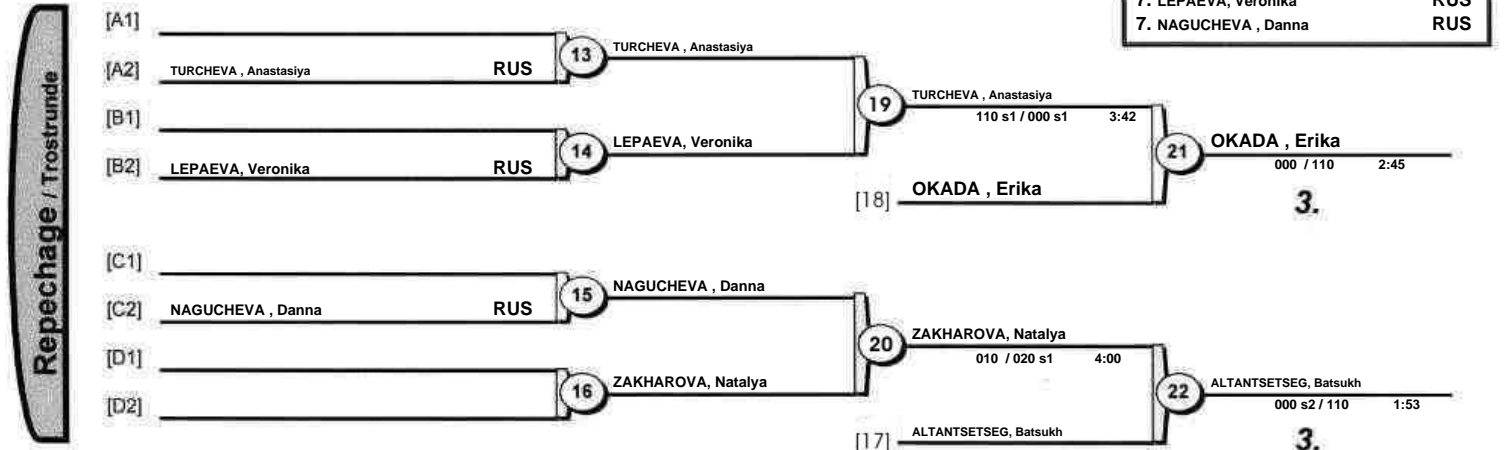 7. LEPAEVA, Veronika RUS
7. NAGUCHEVA , Danna RUS
Repechage / Trostrunde
[A1]
[A2] TURCHEVA , Anastasiya RUS
13 TURCHEVA , Anastasiya
[B1]
[B2] LEPAEVA, Veronika RUS
14 LEPAEVA, Veronika
19 TURCHEVA , Anastasiya
110 s1 / 000 s1 3:42
[18] OKADA , Erika
21 OKADA , Erika
000 / 110 2:45
3.
[C1]
[C2] NAGUCHEVA , Danna RUS
15 NAGUCHEVA , Danna
[D1]
[D2]
16 ZAKHAROVA, Natalya
20 ZAKHAROVA, Natalya
010 / 020 s1 4:00
[17] ALTANTSETSEG, Batsukh
22 ALTANTSETSEG, Batsukh
000 s2 / 110 1:53
3.